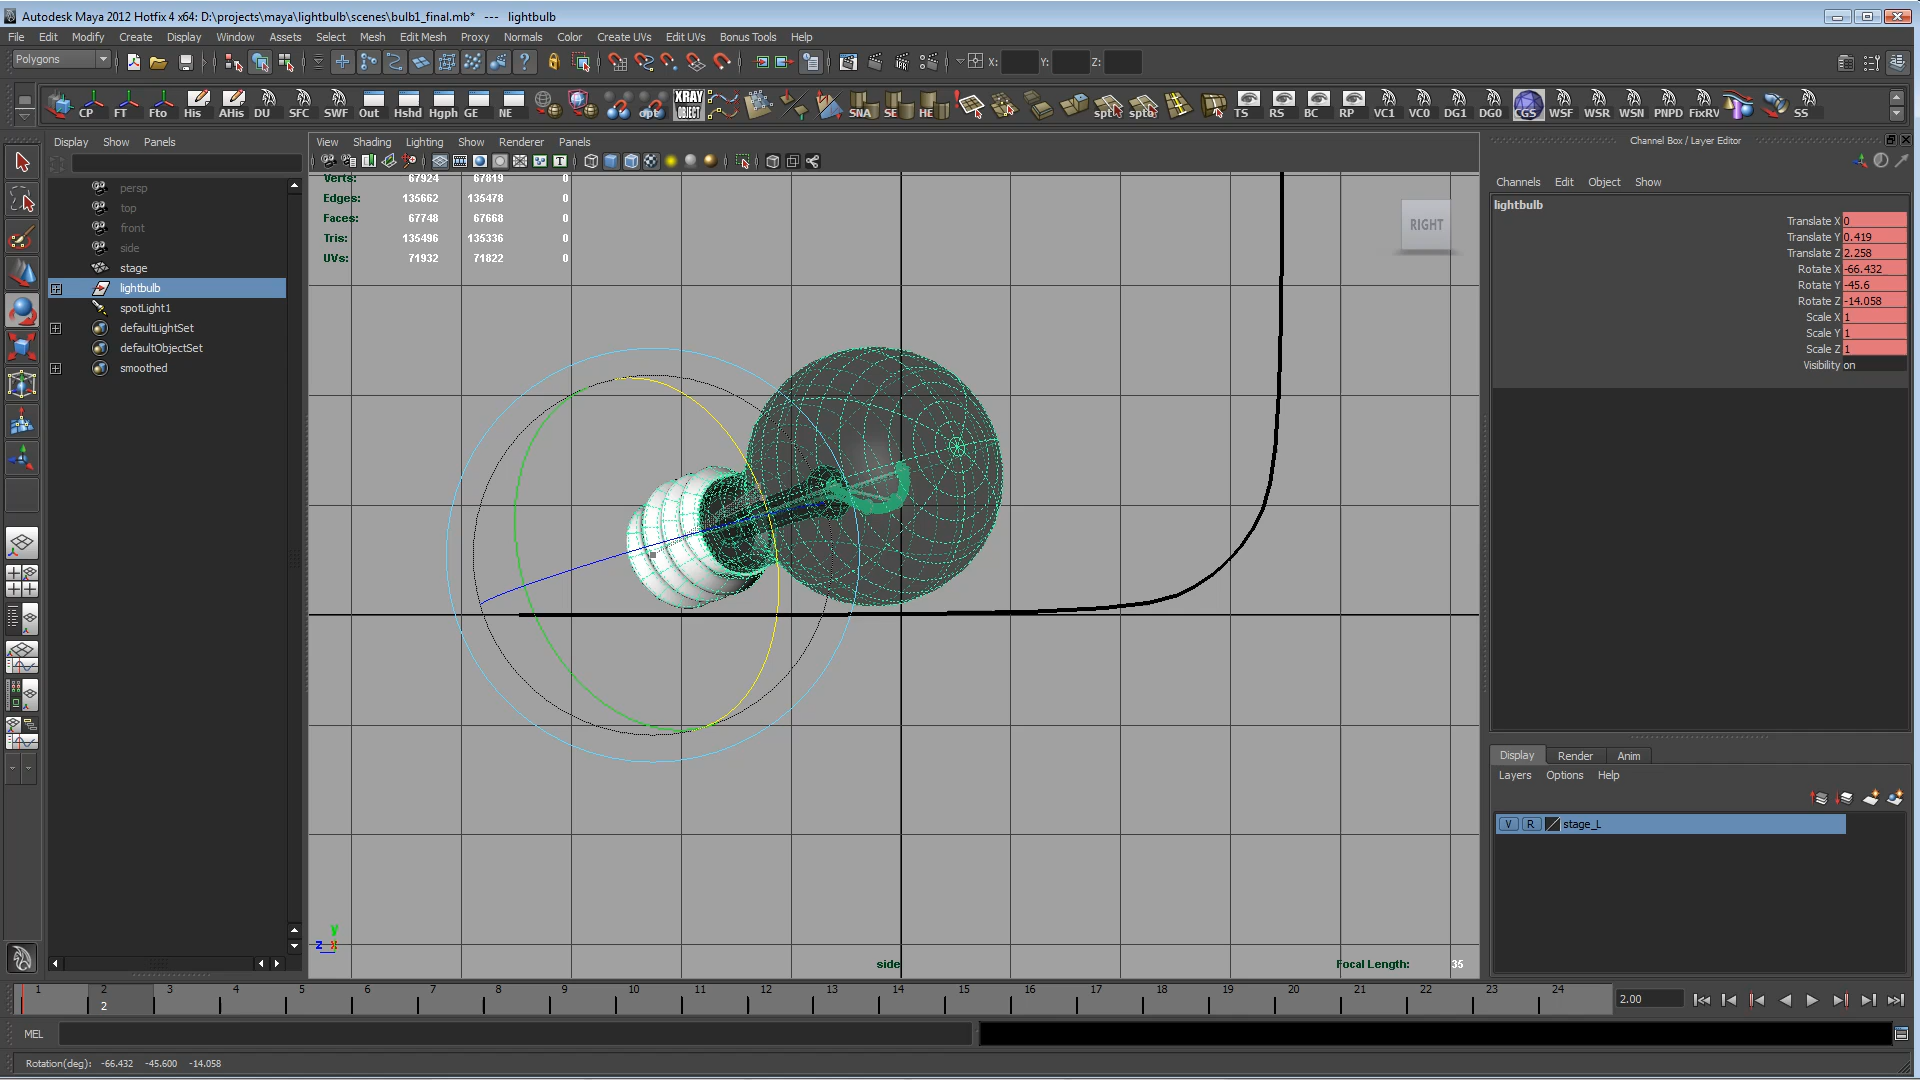 Autodesk Maya 2012 Hotfix 4 x64: D:\projects\maya\lightbulb\scenes\bulb1_final.mb* --- lightbulb
File Edit Modify Create Display Window Assets Select Mesh Edit Mesh Proxy Normals Color Create UVs Edit UVs Bonus Tools Help
Polygons X: Y: Z:
CP FT Fto His AHis DU SFC SWF Out Hshd Hgph GE NE opt XRAY OBJECT SNA SE HE TS RS BC RP VC1 VC0 DG1 DG0 CGS WSF WSR WSN PNPD FixRV SS
Display Show Panels
View Shading Lighting Show Renderer Panels
Channel Box / Layer Editor
Channels Edit Object Show
persp
top
front
side
stage
lightbulb
spotLight1
defaultLightSet
defaultObjectSet
smoothed
Verts: 67924 67819 0
Edges: 135662 135478 0
Faces: 67748 67668 0
Tris: 135496 135336 0
UVs: 71932 71822 0
RIGHT
y
z x
side
Focal Length: 35
lightbulb
Translate X 0
Translate Y 0.419
Translate Z 2.258
Rotate X -66.432
Rotate Y -45.6
Rotate Z -14.058
Scale X 1
Scale Y 1
Scale Z 1
Visibility on
Display Render Anim
Layers Options Help
V R stage_L
1 2 3 4 5 6 7 8 9 10 11 12 13 14 15 16 17 18 19 20 21 22 23 24
2
2.00
MEL
Rotation(deg): -66.432 -45.600 -14.058